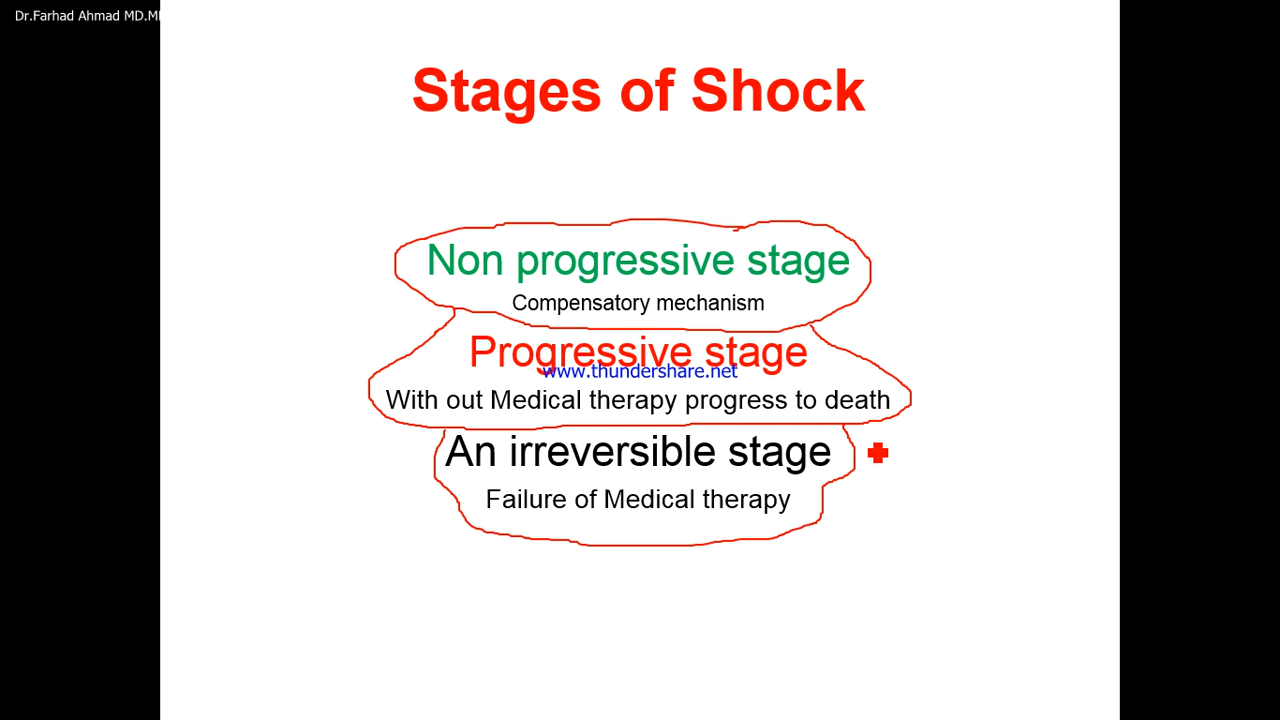 Dr.Farhad Ahmad MD.M
Stages of Shock
Non progressive stage
Compensatory mechanism
Progressive stage
www.thundershare.net
With out Medical therapy progress to death
An irreversible stage
Failure of Medical therapy